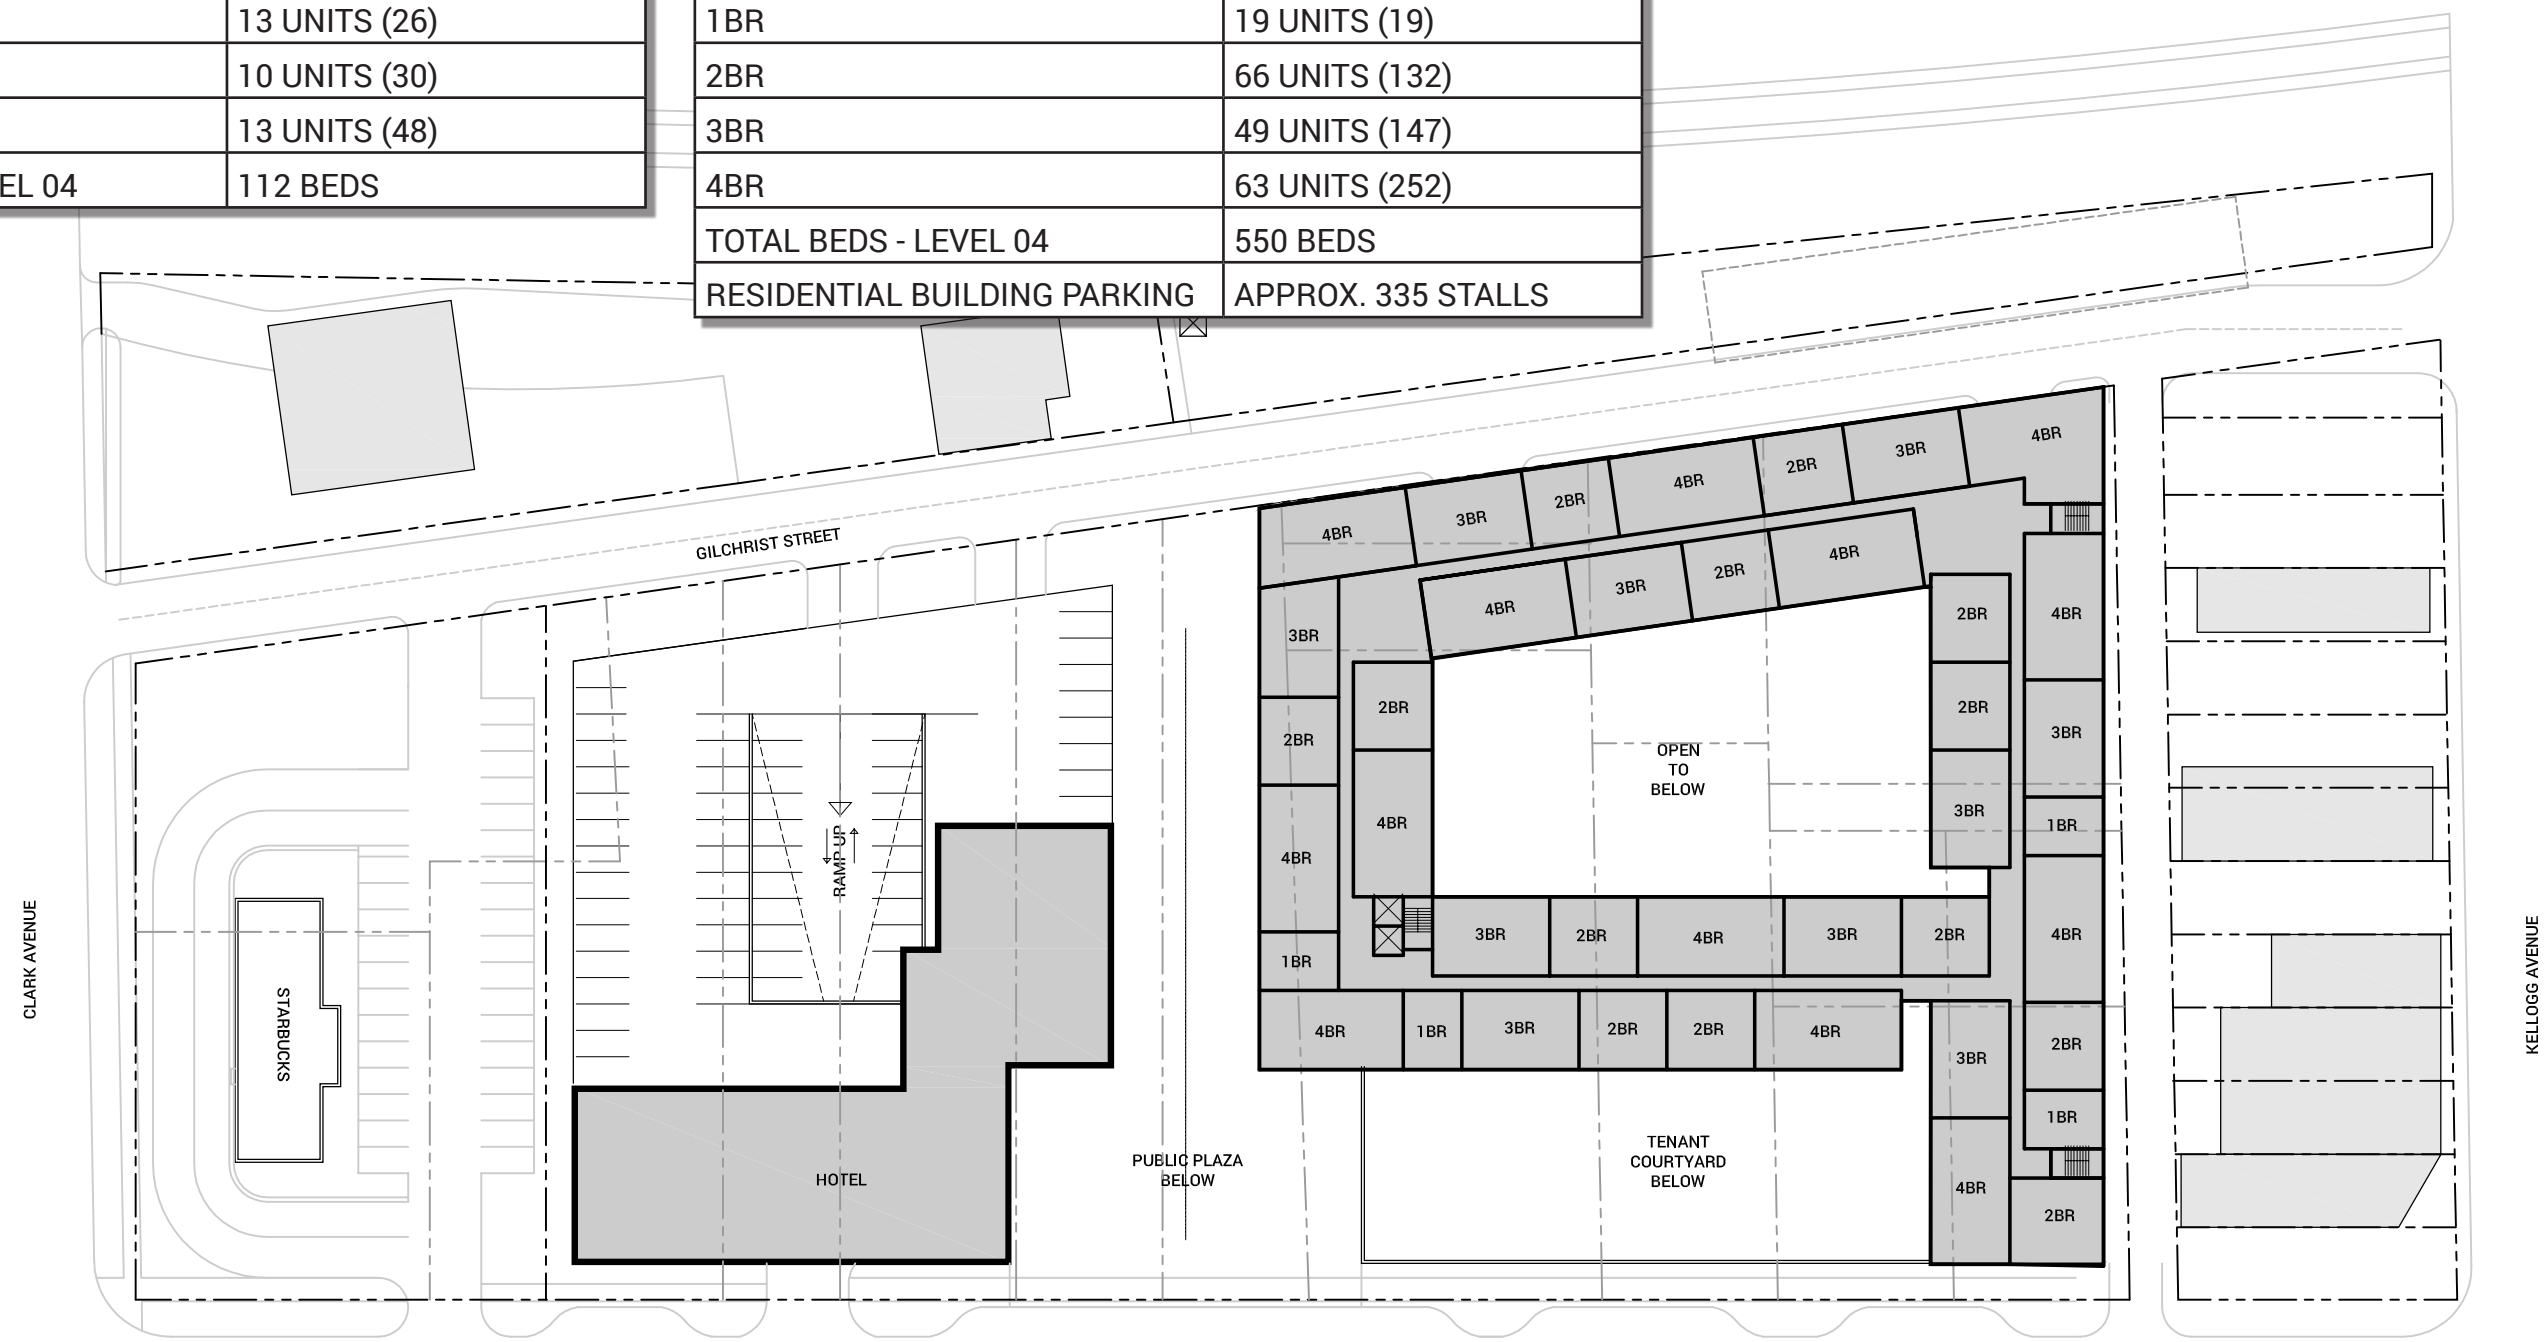 13 UNITS (26)
10 UNITS (30)
13 UNITS (48)
EL 04 112 BEDS
1BR 19 UNITS (19)
2BR 66 UNITS (132)
3BR 49 UNITS (147)
4BR 63 UNITS (252)
TOTAL BEDS - LEVEL 04 550 BEDS
RESIDENTIAL BUILDING PARKING APPROX. 335 STALLS
GILCHRIST STREET
CLARK AVENUE
STARBUCKS
RAMP UP
HOTEL
PUBLIC PLAZA
BELOW
4BR
3BR
2BR
4BR
2BR
3BR
4BR
4BR
3BR
2BR
4BR
3BR
2BR
4BR
1BR
2BR
4BR
2BR
2BR
3BR
4BR
3BR
1BR
4BR
2BR
1BR
2BR
OPEN
TO
BELOW
3BR
2BR
4BR
3BR
2BR
4BR
1BR
3BR
2BR
2BR
4BR
3BR
4BR
TENANT
COURTYARD
BELOW
KELLOGG AVENUE